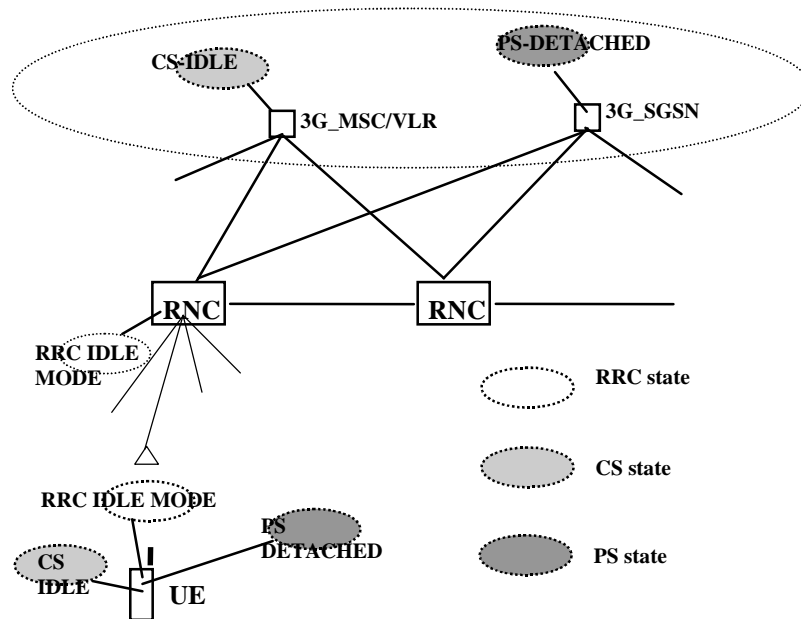 CS-IDLE
PS-DETACHED
3G_MSC/VLR
3G_SGSN
RNC
RNC
RRC IDLE
MODE
RRC state
CS state
PS state
RRC IDLE MODE
PS
DETACHED
CS
IDLE
UE